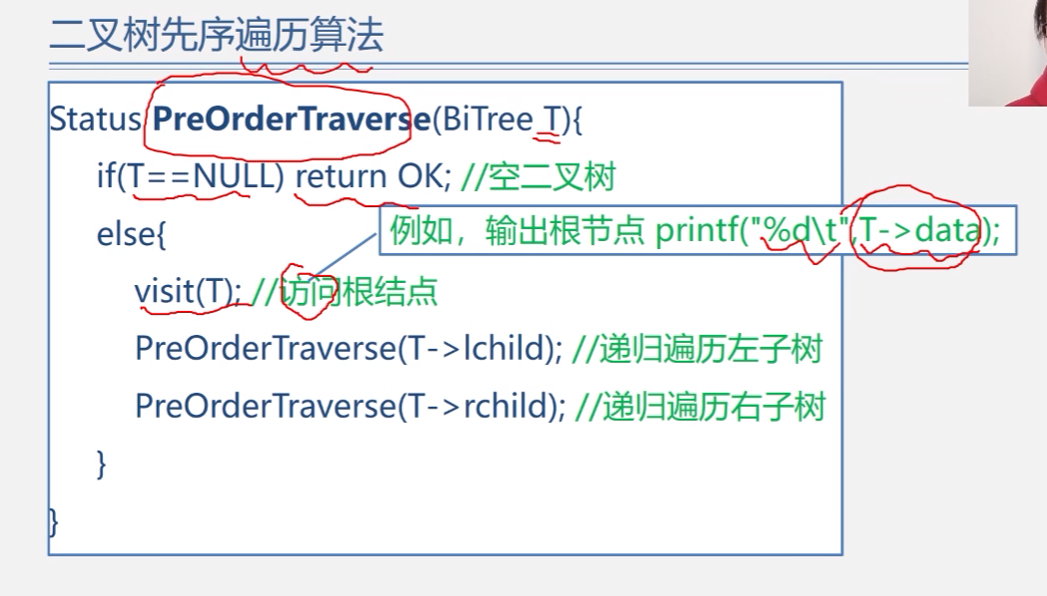 二叉树先序遍历算法
Status PreOrderTraverse(BiTree T){
if(T==NULL) return OK; //空二叉树
else{
例如，输出根节点 printf("%d\t",T->data);
visit(T); //访问根结点
PreOrderTraverse(T->lchild); //递归遍历左子树
PreOrderTraverse(T->rchild); //递归遍历右子树
}
}